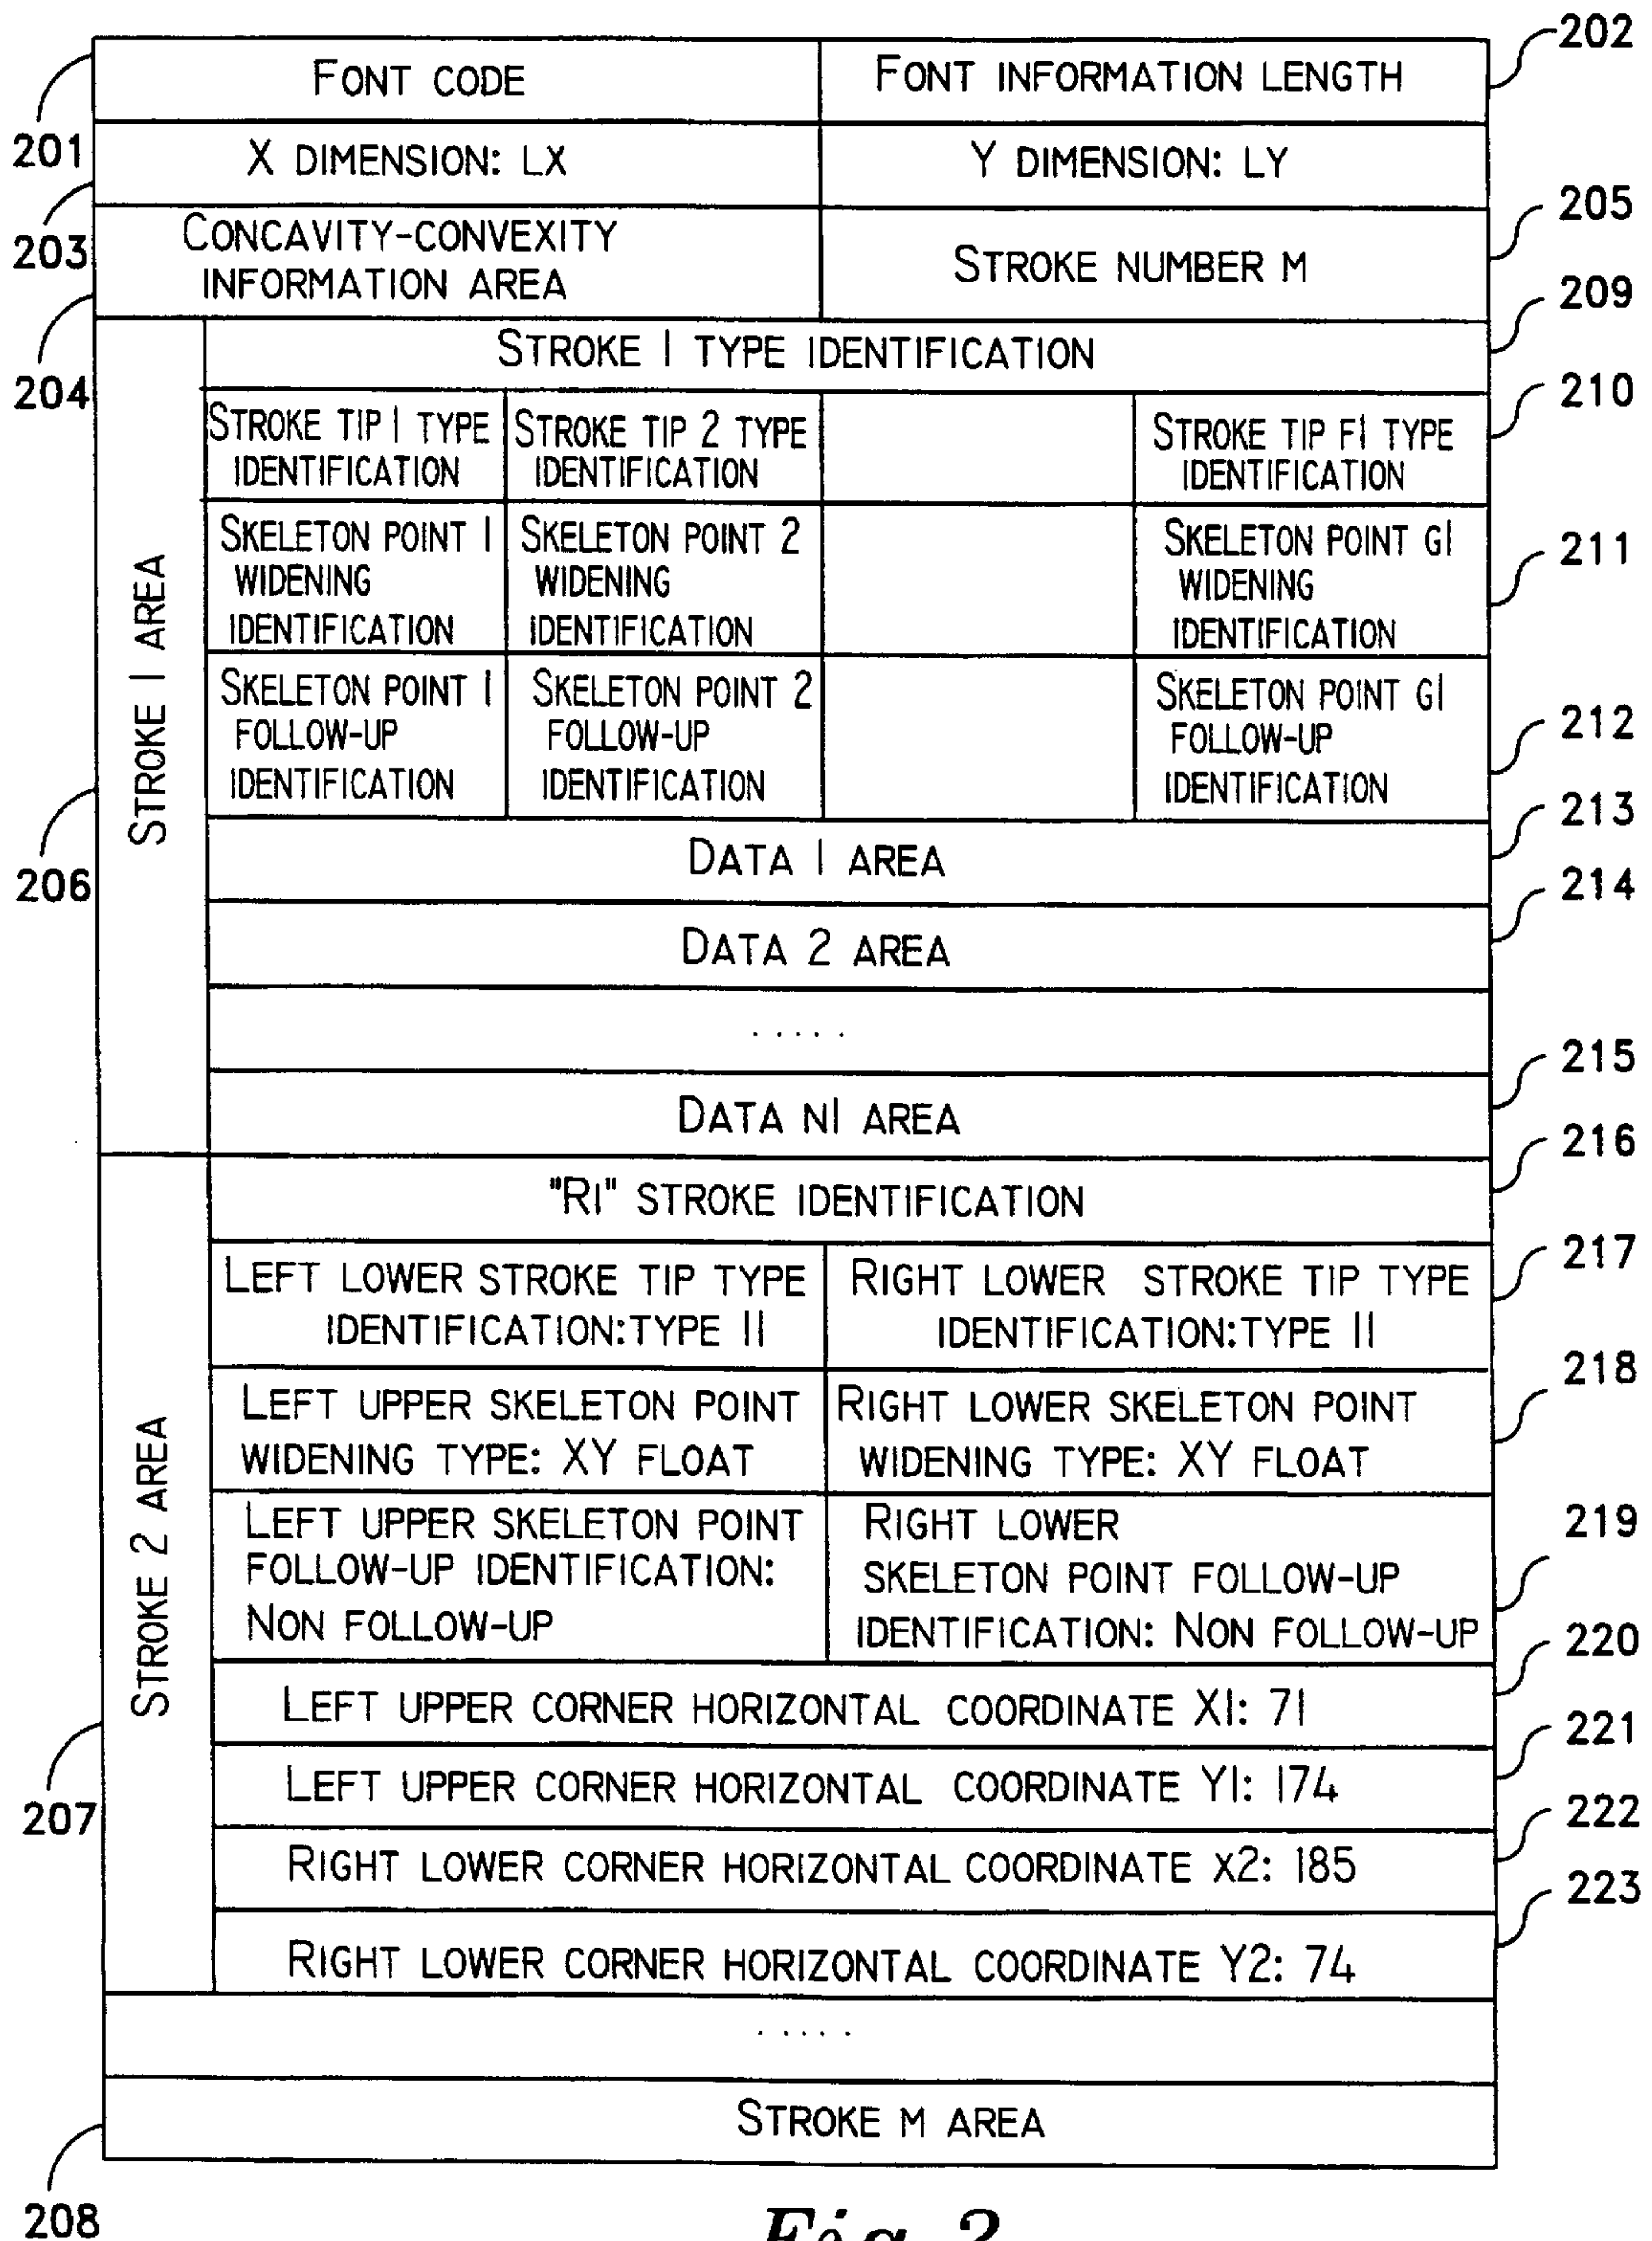 202
FONT CODE
FONT INFORMATION LENGTH
201
X DIMENSION: LX
Y DIMENSION: LY
203
205
CONCAVITY-CONVEXITY
INFORMATION AREA
STROKE NUMBER M
204
209
STROKE 1 TYPE IDENTIFICATION
210
STROKE TIP 1 TYPE
IDENTIFICATION
STROKE TIP 2 TYPE
IDENTIFICATION
STROKE TIP F1 TYPE
IDENTIFICATION
STROKE 1 AREA
SKELETON POINT 1
WIDENING
IDENTIFICATION
SKELETON POINT 2
WIDENING
IDENTIFICATION
SKELETON POINT G1
WIDENING
IDENTIFICATION
211
SKELETON POINT 1
FOLLOW-UP
IDENTIFICATION
SKELETON POINT 2
FOLLOW-UP
IDENTIFICATION
SKELETON POINT G1
FOLLOW-UP
IDENTIFICATION
212
206
DATA 1 AREA
213
DATA 2 AREA
214
.....
DATA N1 AREA
215
"RI" STROKE IDENTIFICATION
216
STROKE 2 AREA
LEFT LOWER STROKE TIP TYPE
IDENTIFICATION:TYPE 11
RIGHT LOWER STROKE TIP TYPE
IDENTIFICATION:TYPE 11
217
LEFT UPPER SKELETON POINT
WIDENING TYPE: XY FLOAT
RIGHT LOWER SKELETON POINT
WIDENING TYPE: XY FLOAT
218
LEFT UPPER SKELETON POINT
FOLLOW-UP IDENTIFICATION:
NON FOLLOW-UP
RIGHT LOWER
SKELETON POINT FOLLOW-UP
IDENTIFICATION: NON FOLLOW-UP
219
LEFT UPPER CORNER HORIZONTAL COORDINATE X1: 71
220
LEFT UPPER CORNER HORIZONTAL COORDINATE Y1: 174
221
207
RIGHT LOWER CORNER HORIZONTAL COORDINATE X2: 185
222
RIGHT LOWER CORNER HORIZONTAL COORDINATE Y2: 74
223
.....
STROKE M AREA
208
Fig. 2